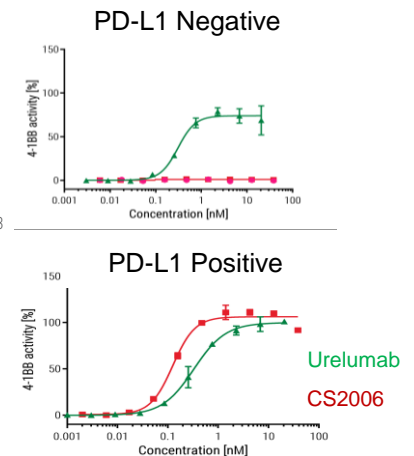 PD-L1 Negative
150
100
50
0
4-1BB activity [%]
0.001 0.01 0.1 1 10 100
Concentration [nM]
3
PD-L1 Positive
150
100
50
0
4-1BB activity [%]
0.001 0.01 0.1 1 10 100
Concentration [nM]
Urelumab
CS2006